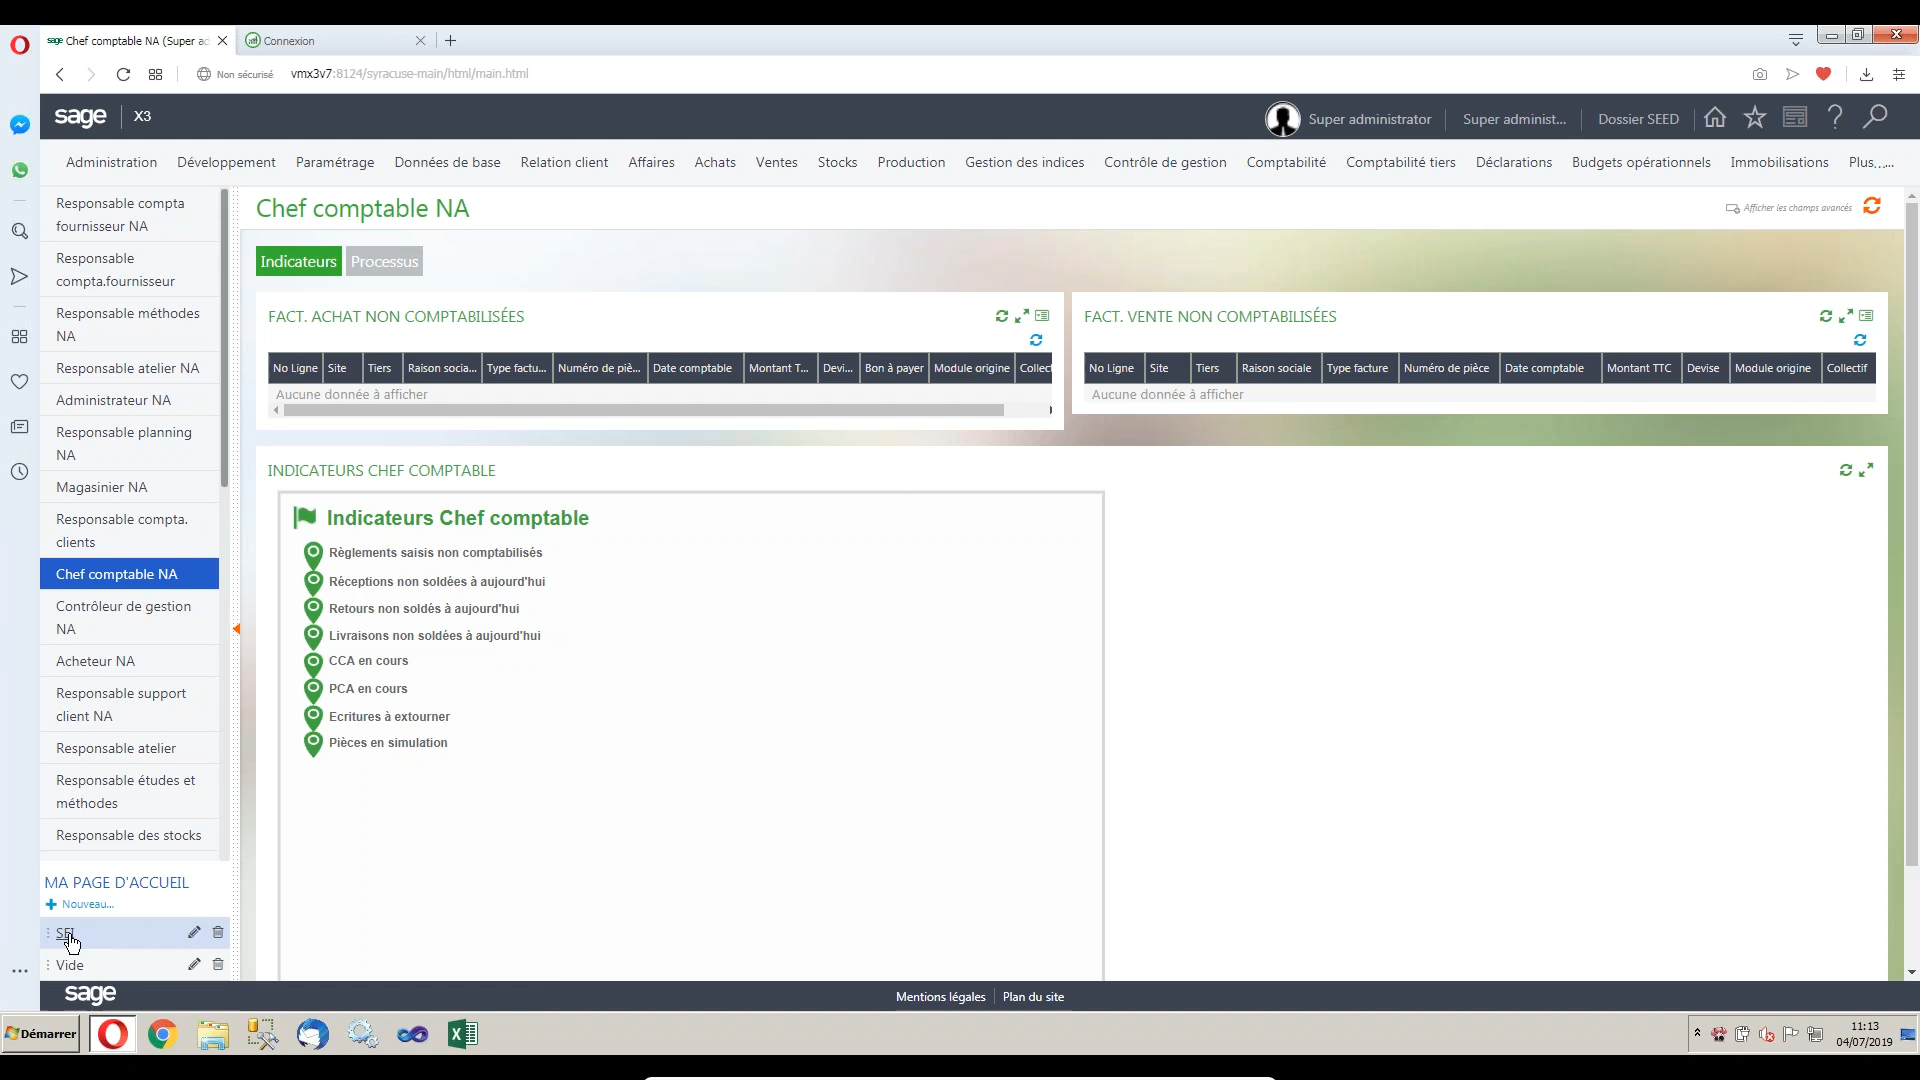 sage Chef comptable NA (Super ad
Connexion
Non sécurisé vmx3v7:8124/syracuse-main/html/main.html
sage X3
Super administrator
Super administ...
Dossier SEED
Administration Développement Paramétrage Données de base Relation client Affaires Achats Ventes Stocks Production Gestion des indices Contrôle de gestion Comptabilité Comptabilité tiers Déclarations Budgets opérationnels Immobilisations Plus......
Responsable compta
fournisseur NA
Responsable
compta.fournisseur
Responsable méthodes
NA
Responsable atelier NA
Administrateur NA
Responsable planning
NA
Magasinier NA
Responsable compta.
clients
Chef comptable NA
Contrôleur de gestion
NA
Acheteur NA
Responsable support
client NA
Responsable atelier
Responsable études et
méthodes
Responsable des stocks
MA PAGE D'ACCUEIL
Nouveau...
SEI
Vide
Chef comptable NA
Afficher les champs avancés
Indicateurs Processus
FACT. ACHAT NON COMPTABILISÉES
No Ligne Site Tiers Raison socia... Type factu... Numéro de piè... Date comptable Montant T... Devi... Bon à payer Module origine Collect
Aucune donnée à afficher
FACT. VENTE NON COMPTABILISÉES
No Ligne Site Tiers Raison sociale Type facture Numéro de pièce Date comptable Montant TTC Devise Module origine Collectif
Aucune donnée à afficher
INDICATEURS CHEF COMPTABLE
Indicateurs Chef comptable
Règlements saisis non comptabilisés
Réceptions non soldées à aujourd'hui
Retours non soldés à aujourd'hui
Livraisons non soldées à aujourd'hui
CCA en cours
PCA en cours
Ecritures à extourner
Pièces en simulation
sage
Mentions légales Plan du site
Démarrer
11:13
04/07/2019